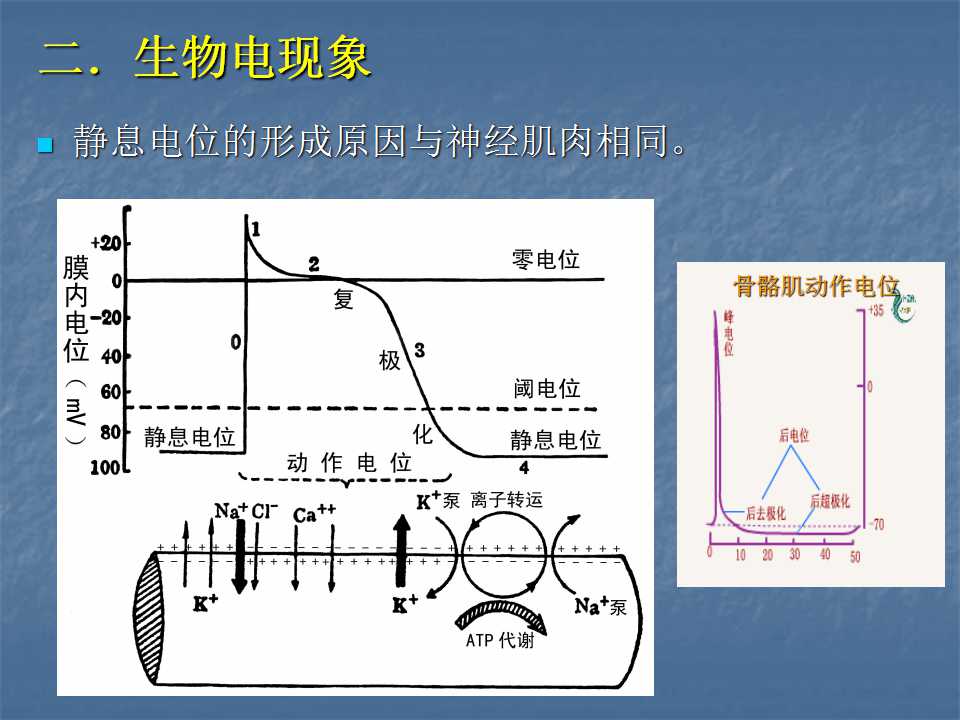 二．生物电现象
静息电位的形成原因与神经肌肉相同。
膜内电位（mV）
+20
0
-20
40
60
80
100
1
2
0
3
4
零电位
复
极
化
阈电位
静息电位
静息电位
动 作 电 位
Na+ Cl- Ca++
K+泵 离子转运
+ + + + + - - - - - - - - - - - - + + + + + + + + + + + +
K+
K+
Na+泵
ATP 代谢
骨骼肌动作电位
+35
峰电位
0
后电位
后去极化
后超极化
-70
0 10 20 30 40 50